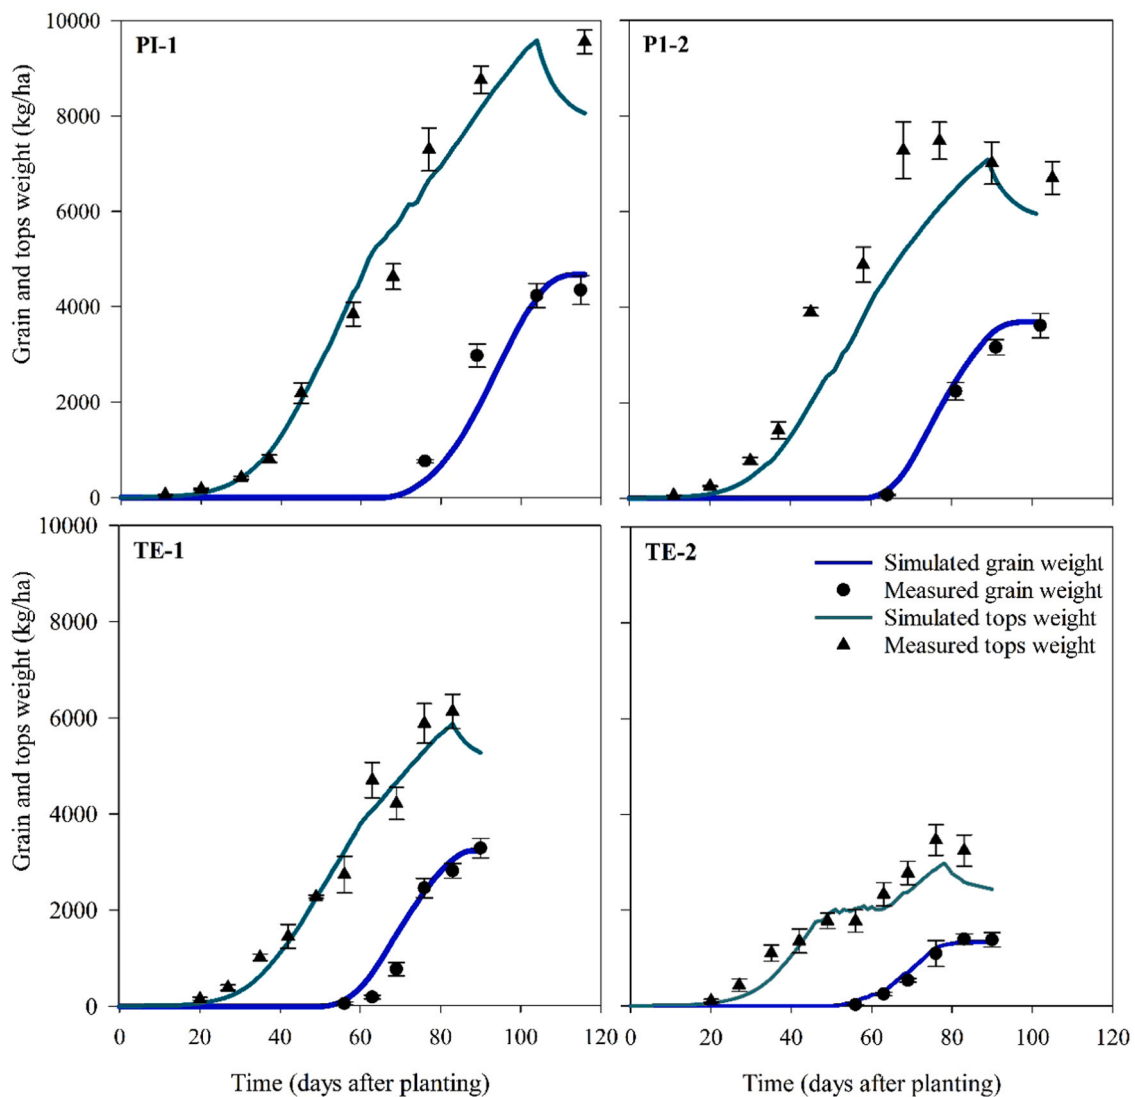 PI-1
P1-2
Grain and tops weight (kg/ha)
10000
8000
6000
4000
2000
0
TE-1
TE-2
Grain and tops weight (kg/ha)
10000
8000
6000
4000
2000
0
Simulated grain weight
Measured grain weight
Simulated tops weight
Measured tops weight
0 20 40 60 80 100 120
0 20 40 60 80 100 120
Time (days after planting)
Time (days after planting)